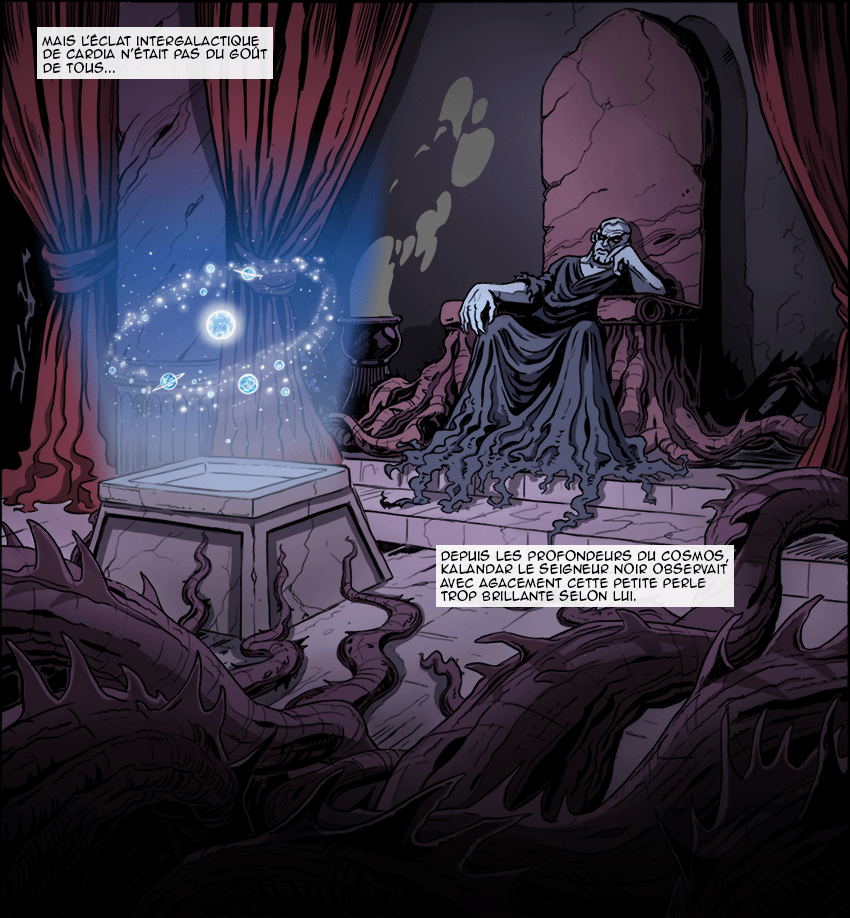 MAIS L'ÉCLAT INTERGALACTIQUE
DE CARDIA N'ÉTAIT PAS DU GOÛT
DE TOUS...
DEPUIS LES PROFONDEURS DU COSMOS,
KALANDAR LE SEIGNEUR NOIR OBSERVAIT
AVEC AGACEMENT CETTE PETITE PERLE
TROP BRILLANTE SELON LUI.